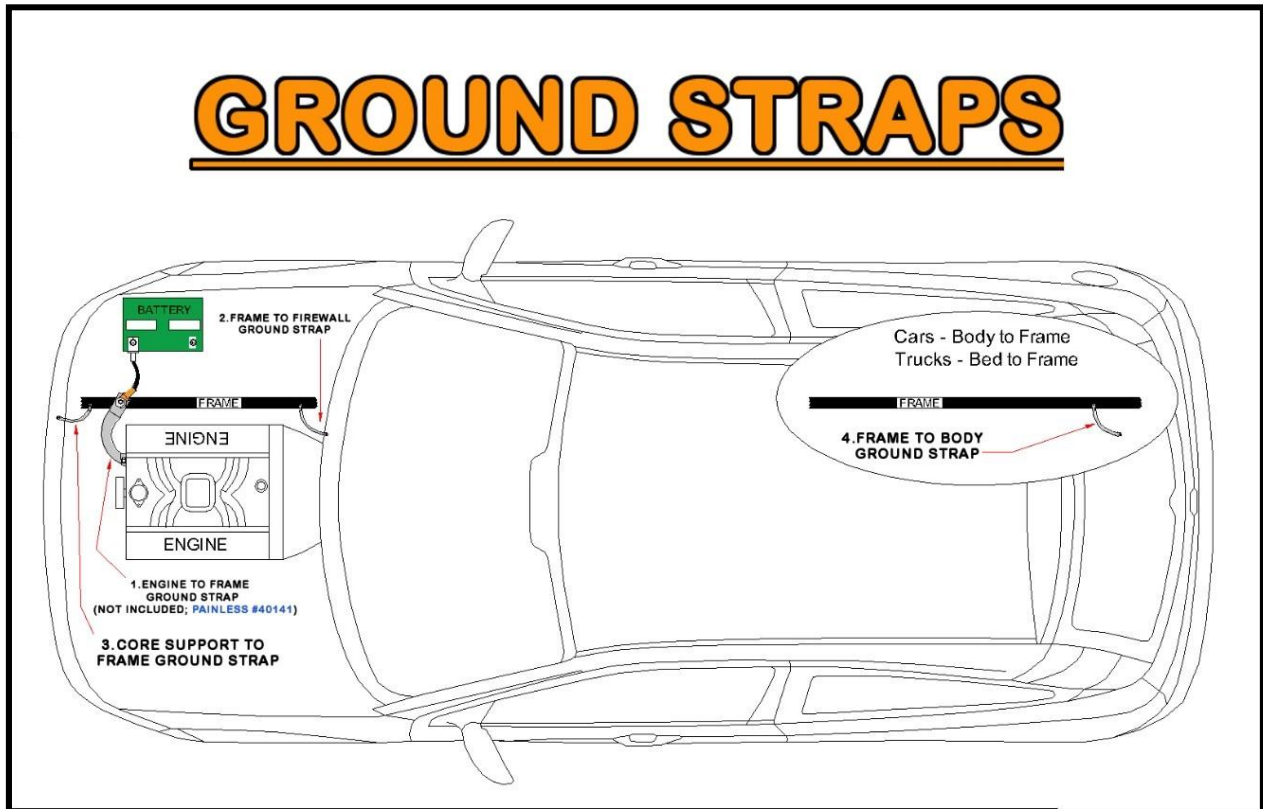 GROUND STRAPS
BATTERY
2.FRAME TO FIREWALL
GROUND STRAP
FRAME
ENGINE
ENGINE
1.ENGINE TO FRAME
GROUND STRAP
(NOT INCLUDED; PAINLESS #40141)
3.CORE SUPPORT TO
FRAME GROUND STRAP
Cars - Body to Frame
Trucks - Bed to Frame
FRAME
4.FRAME TO BODY
GROUND STRAP